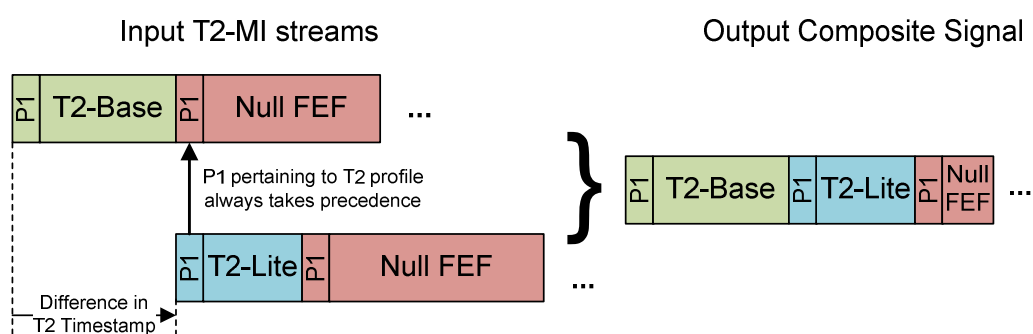 Input T2-MI streams
Output Composite Signal
P1 T2-Base P1 Null FEF ...
P1 pertaining to T2 profile
always takes precedence
}
P1 T2-Base P1 T2-Lite P1 Null
FEF ...
P1 T2-Lite P1 Null FEF ...
Difference in
T2 Timestamp